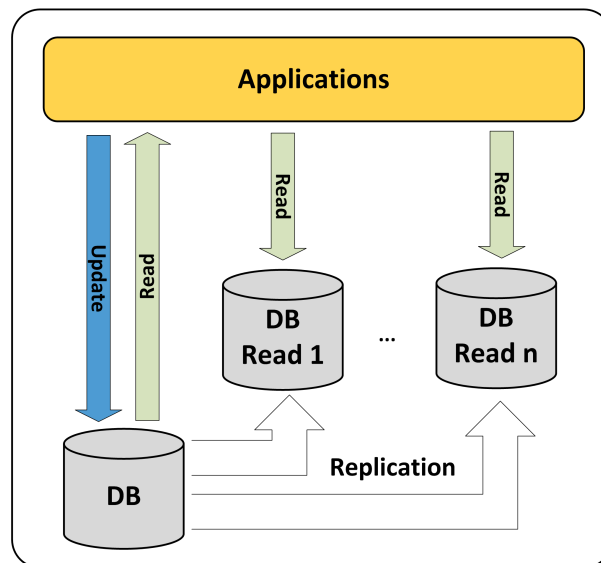 Applications
Update
Read
Read
Read
DB
Read 1
...
DB
Read n
Replication
DB